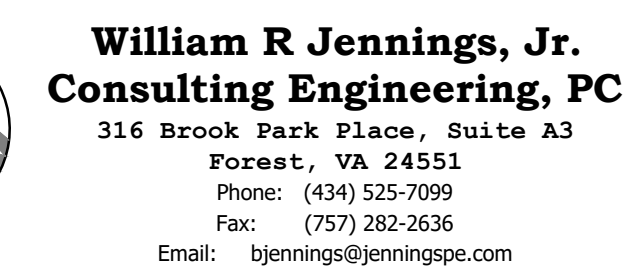 William R Jennings, Jr.
Consulting Engineering, PC
316 Brook Park Place, Suite A3
Forest, VA 24551
Phone: (434) 525-7099
Fax: (757) 282-2636
Email: bjennings@jenningspe.com